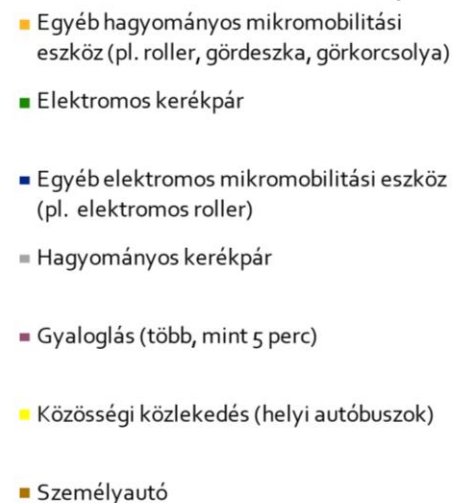 Egyéb hagyományos mikromobilitási
eszköz (pl. roller, gördeszka, görkorcsolya)
Elektromos kerékpár
Egyéb elektromos mikromobilitási eszköz
(pl. elektromos roller)
Hagyományos kerékpár
Gyaloglás (több, mint 5 perc)
Közösségi közlekedés (helyi autóbuszok)
Személyautó